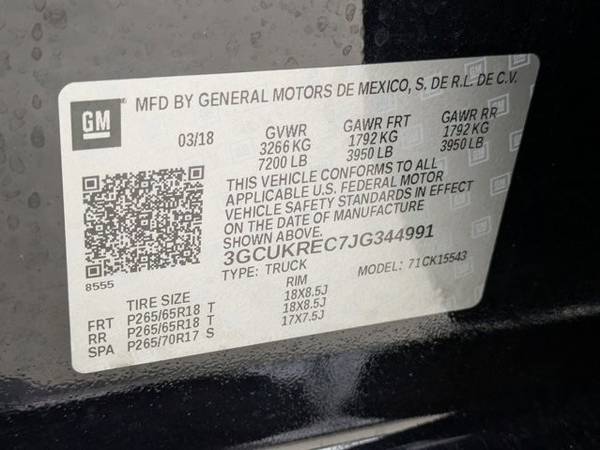 GM
MFD BY GENERAL MOTORS DE MEXICO, S. DE R.L. DE C.V.
03/18 GVWR GAWR FRT GAWR RR
3266 KG 1792 KG 1792 KG
7200 LB 3950 LB 3950 LB
THIS VEHICLE CONFORMS TO ALL
APPLICABLE U.S. FEDERAL MOTOR
VEHICLE SAFETY STANDARDS IN EFFECT
ON THE DATE OF MANUFACTURE
SHOWN ABOVE.
3GCUKREC7JG344991
8555
TYPE: TRUCK MODEL: 71CK15543
TIRE SIZE RIM
FRT P265/65R18 T 18X8.5J
RR P265/65R18 T 18X8.5J
SPA P265/70R17 S 17X7.5J